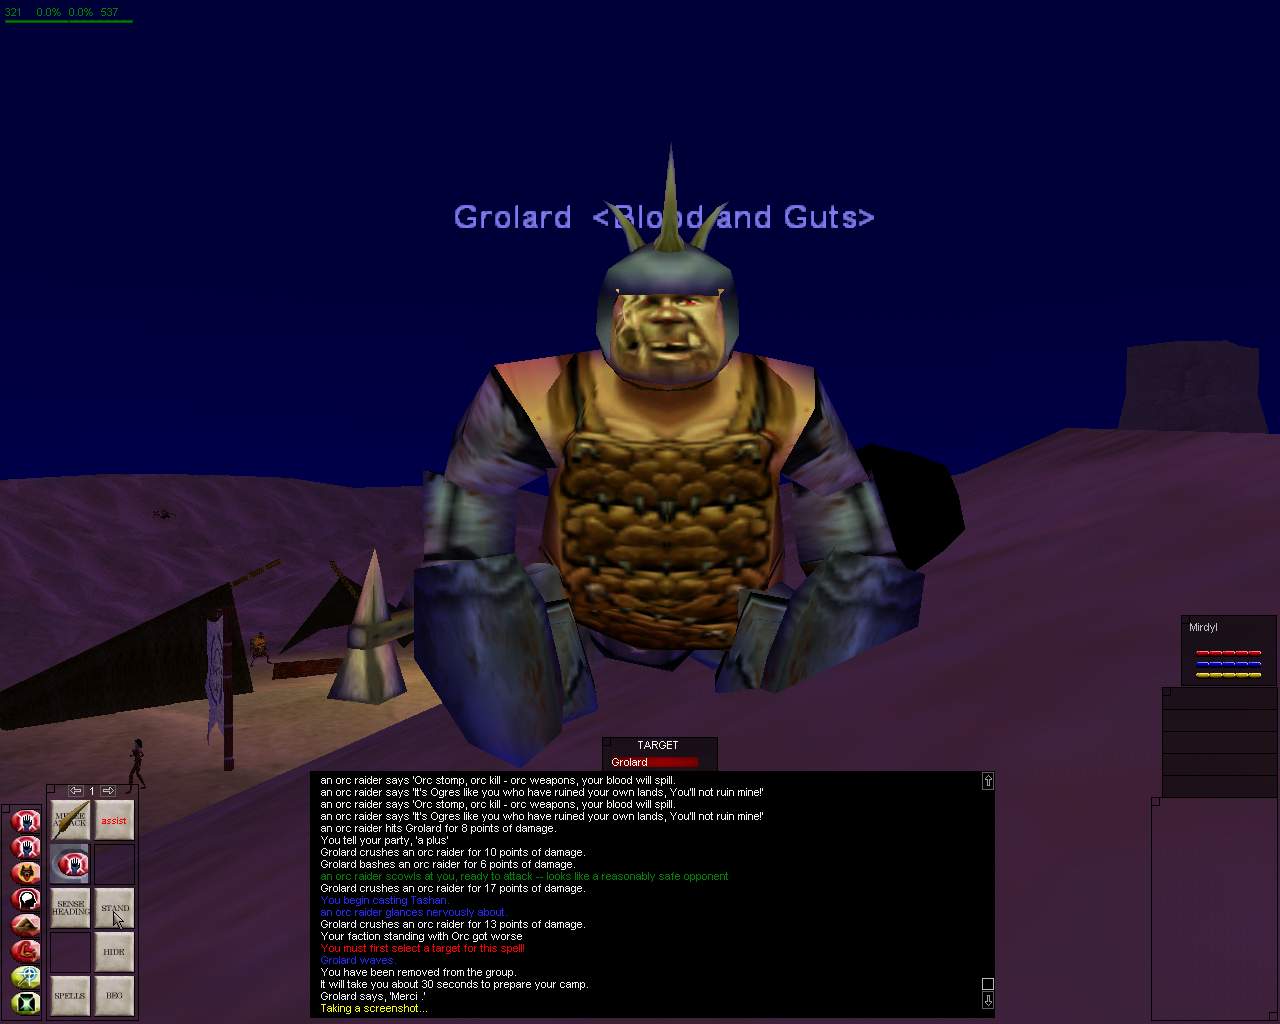 321 0.0% 0.0% 537
Grolard <Blood and Guts>
Mirdyl
TARGET
Grolard
an orc raider says 'Orc stomp, orc kill - orc weapons, your blood will spill.
an orc raider says 'It's Ogres like you who have ruined your own lands, You'll not ruin mine!'
an orc raider says 'Orc stomp, orc kill - orc weapons, your blood will spill.
an orc raider says 'It's Ogres like you who have ruined your own lands, You'll not ruin mine!'
an orc raider hits Grolard for 8 points of damage.
You tell your party, 'a plus'
Grolard crushes an orc raider for 10 points of damage.
Grolard bashes an orc raider for 6 points of damage.
an orc raider scowls at you, ready to attack -- looks like a reasonably safe opponent
Grolard crushes an orc raider for 17 points of damage.
You begin casting Tashan.
an orc raider glances nervously about.
Grolard crushes an orc raider for 13 points of damage.
Your faction standing with Orc got worse
You must first select a target for this spell!
Grolard waves.
You have been removed from the group.
It will take you about 30 seconds to prepare your camp.
Grolard says, 'Merci .'
Taking a screenshot...
1
assist
SENSE HEADING
STAND
HIDE
SPELLS
BEG